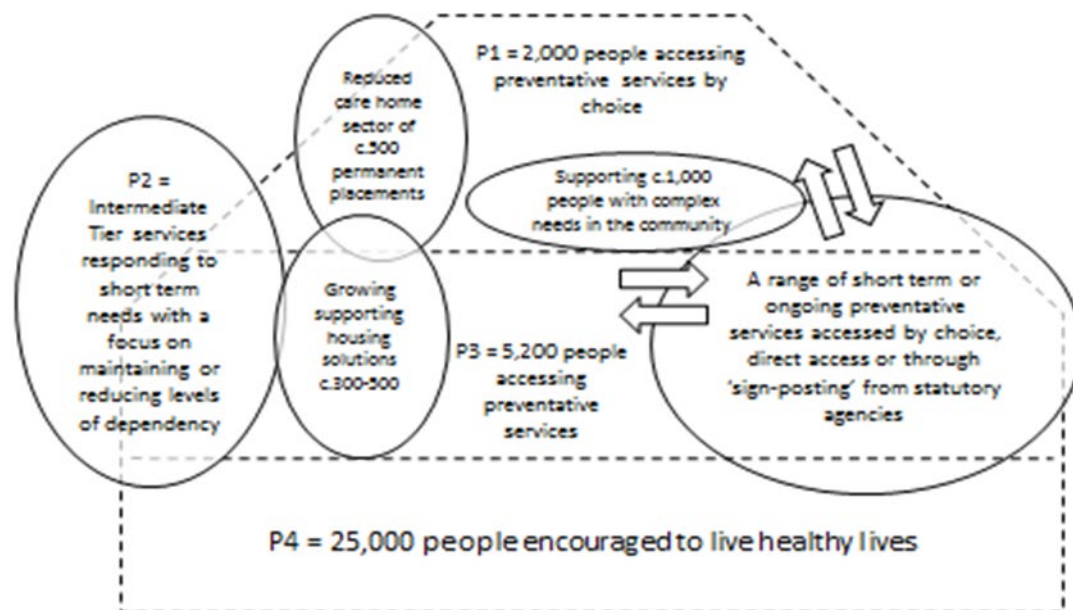 Reduced
care home
sector of
c.500
permanent
placements
P1 = 2,000 people accessing
preventative services by
choice
P2 =
Intermediate
Tier services
responding to
short term
needs with a
focus on
maintaining or
reducing levels
of dependency
Supporting c.1,000
people with complex
needs in the community
Growing
supporting
housing
solutions
c.300-500
P3 = 5,200 people
accessing
preventative
services
A range of short term or
ongoing preventative
services accessed by choice,
direct access or through
'sign-posting' from statutory
agencies
P4 = 25,000 people encouraged to live healthy lives